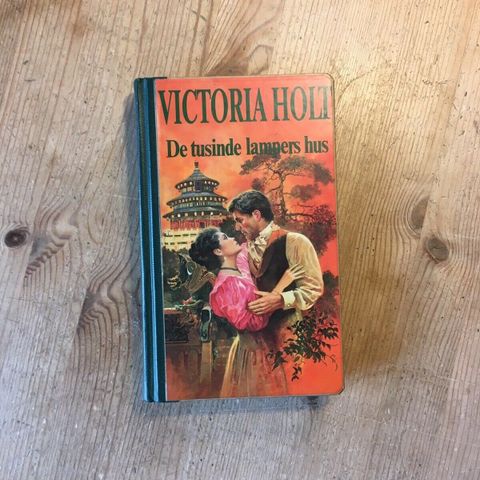 VICTORIA HOLT
De tusinde lampers hus